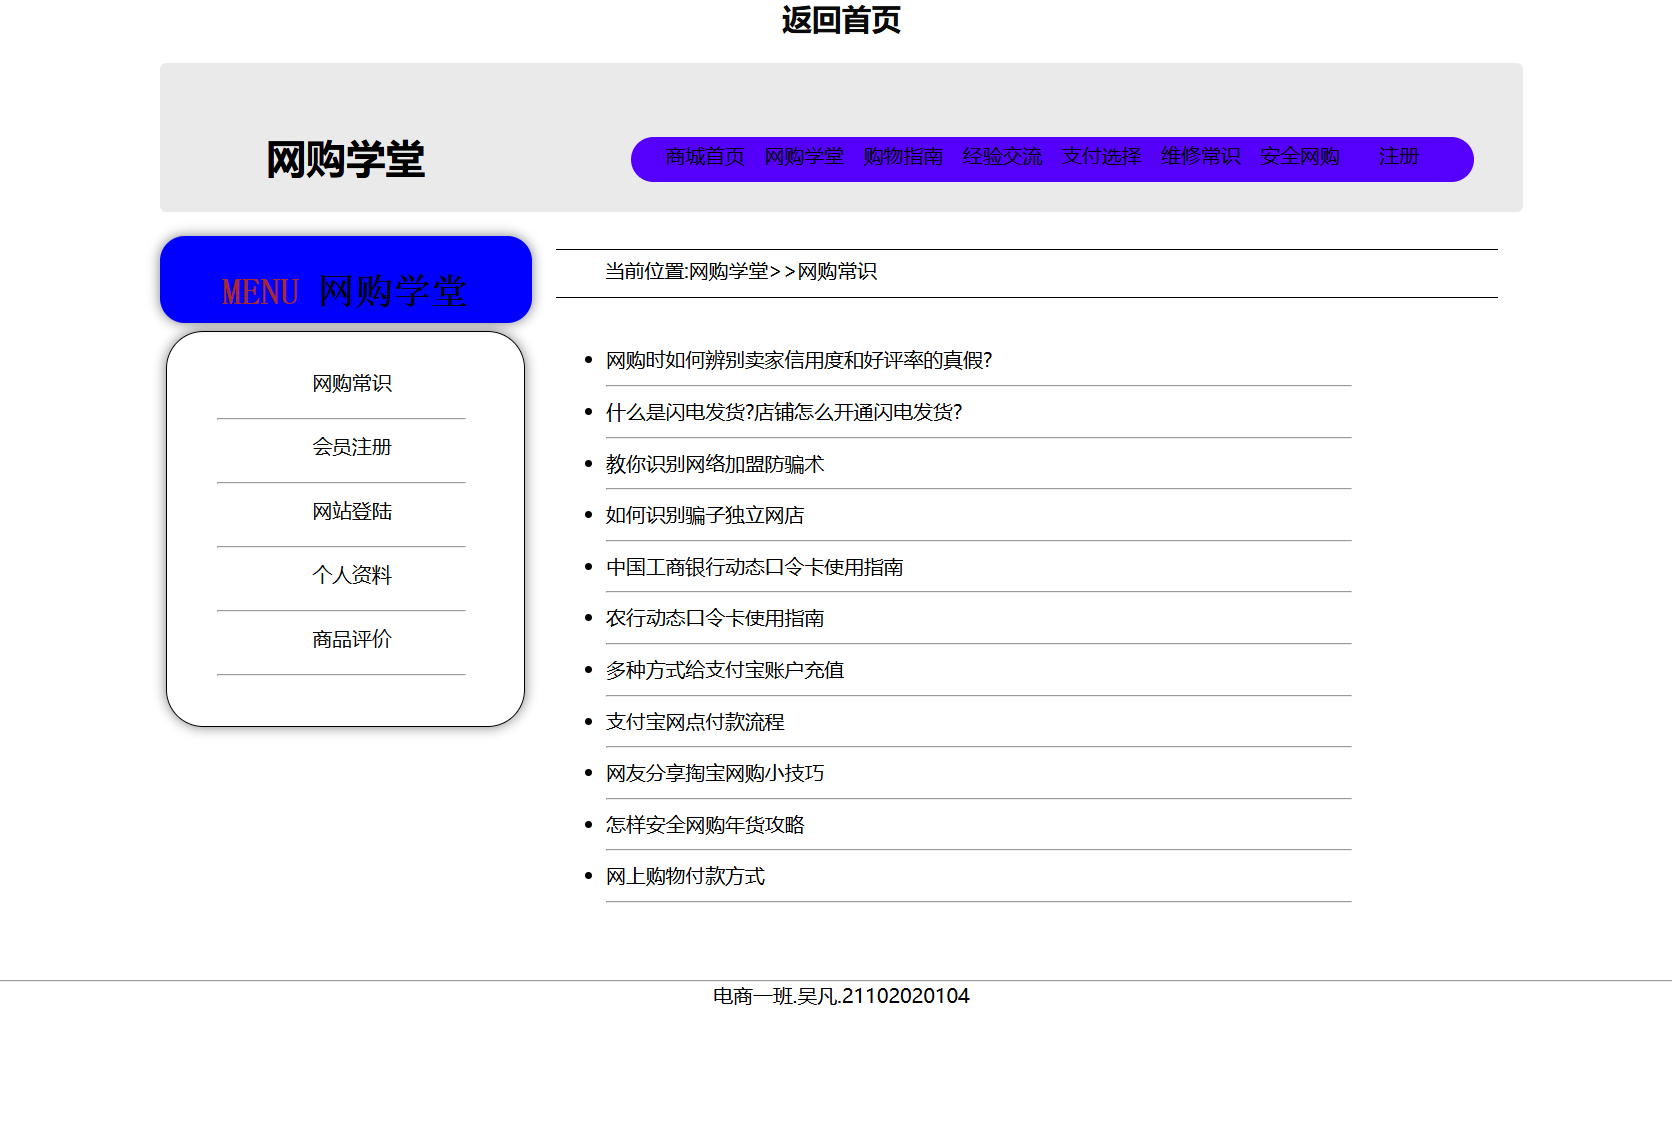 返回首页
网购学堂
商城首页 网购学堂 购物指南 经验交流 支付选择 维修常识 安全网购 注册
MENU 网购学堂
网购常识
会员注册
网站登陆
个人资料
商品评价
当前位置:网购学堂>>网购常识
网购时如何辨别卖家信用度和好评率的真假?
什么是闪电发货?店铺怎么开通闪电发货?
教你识别网络加盟防骗术
如何识别骗子独立网店
中国工商银行动态口令卡使用指南
农行动态口令卡使用指南
多种方式给支付宝账户充值
支付宝网点付款流程
网友分享掏宝网购小技巧
怎样安全网购年货攻略
网上购物付款方式
电商一班.吴凡.21102020104